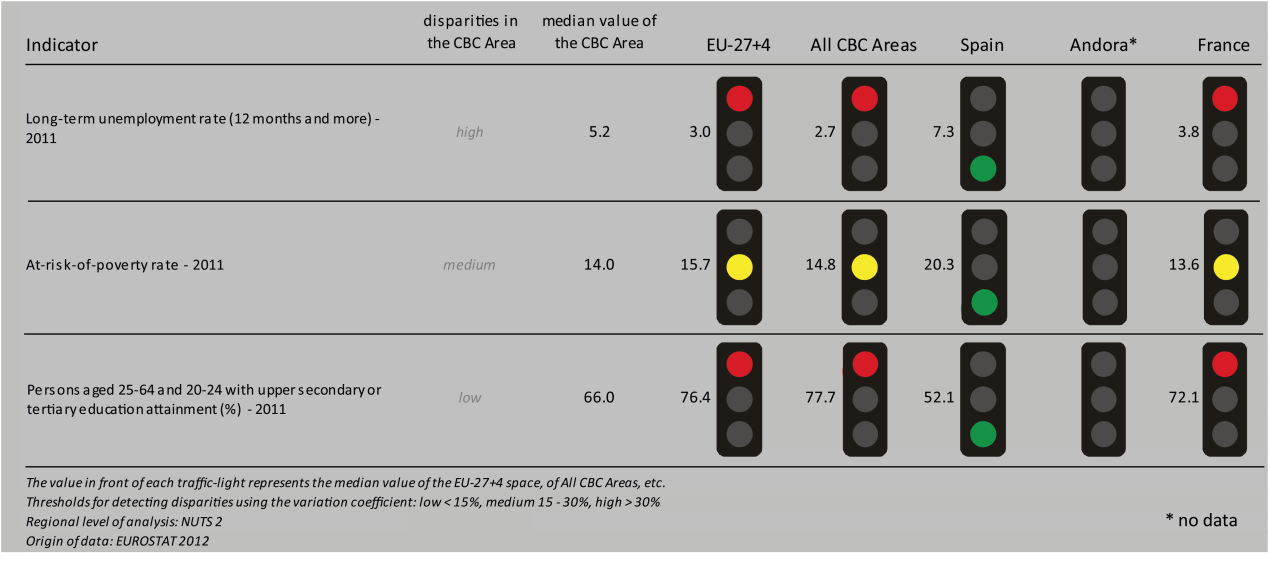 Indicator
disparities in
the CBC Area
median value of
the CBC Area
EU-27+4
All CBC Areas
Spain
Andora*
France
Long-term unemployment rate (12 months and more) -
2011
high
5.2
3.0
2.7
7.3
3.8
At-risk-of-poverty rate - 2011
medium
14.0
15.7
14.8
20.3
13.6
Persons aged 25-64 and 20-24 with upper secondary or
tertiary education attainment (%) - 2011
low
66.0
76.4
77.7
52.1
72.1
The value in front of each traffic-light represents the median value of the EU-27+4 space, of All CBC Areas, etc.
Thresholds for detecting disparities using the variation coefficient: low < 15%, medium 15 - 30%, high > 30%
Regional level of analysis: NUTS 2
Origin of data: EUROSTAT 2012
* no data